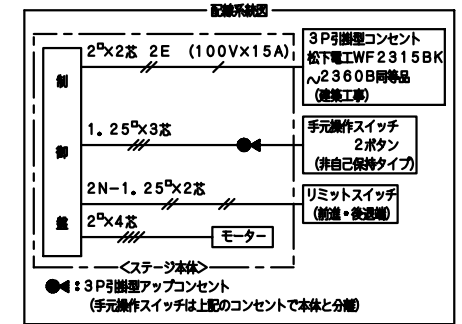 配線系統図
2□×2芯 2E (100V×15A)
3P引掛型コンセント
松下電工WF2315BK
～2360B同等品
(建築工事)
制
御
盤
1.25□×3芯
手元操作スイッチ
2ボタン
(非自己保持タイプ)
2N-1.25□×2芯
リミットスイッチ
(前進・後退端)
2□×4芯
モーター
<ステージ本体>
:3P引掛型アップコンセント
(手元操作スイッチは上記のコンセントで本体と分離)